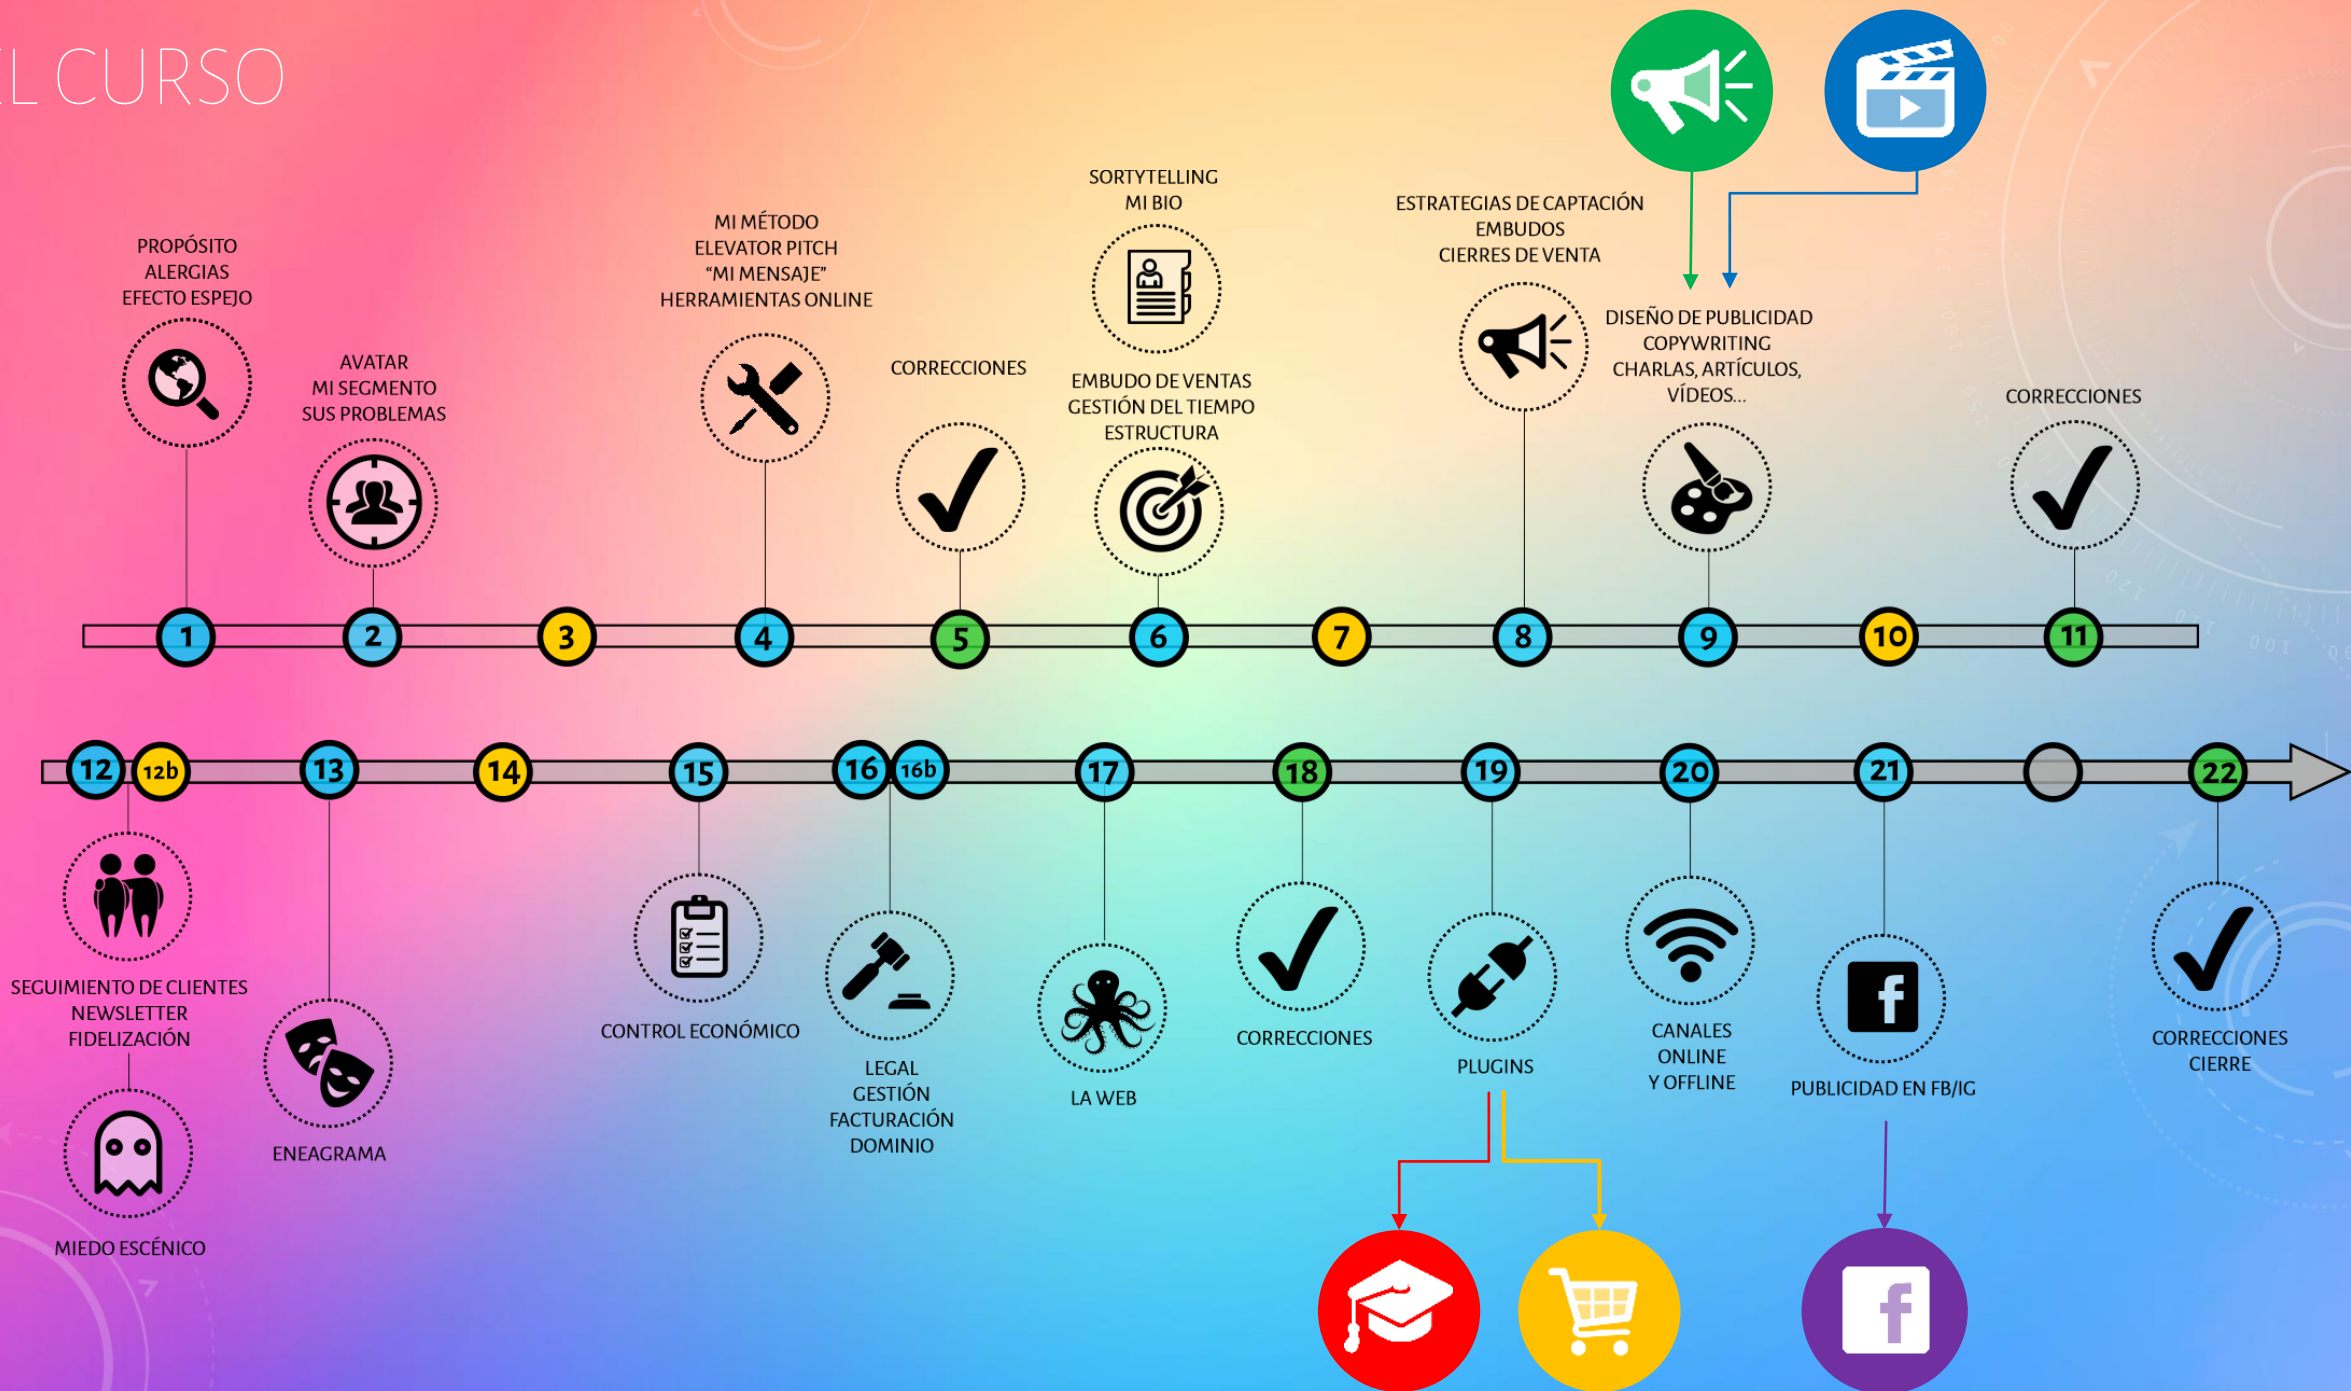 EL CURSO
PROPÓSITO
ALERGIAS
EFECTO ESPEJO
AVATAR
MI SEGMENTO
SUS PROBLEMAS
MI MÉTODO
ELEVATOR PITCH
“MI MENSAJE”
HERRAMIENTAS ONLINE
CORRECCIONES
SORTYTELLING
MI BIO
EMBUDO DE VENTAS
GESTIÓN DEL TIEMPO
ESTRUCTURA
ESTRATEGIAS DE CAPTACIÓN
EMBUDOS
CIERRES DE VENTA
DISEÑO DE PUBLICIDAD
COPYWRITING
CHARLAS, ARTÍCULOS,
VÍDEOS...
CORRECCIONES
1 2 3 4 5 6 7 8 9 10 11
12 12b 13 14 15 16 16b 17 18 19 20 21 22
SEGUIMIENTO DE CLIENTES
NEWSLETTER
FIDELIZACIÓN
MIEDO ESCÉNICO
ENEAGRAMA
CONTROL ECONÓMICO
LEGAL
GESTIÓN
FACTURACIÓN
DOMINIO
LA WEB
CORRECCIONES
PLUGINS
CANALES
ONLINE
Y OFFLINE
PUBLICIDAD EN FB/IG
CORRECCIONES
CIERRE